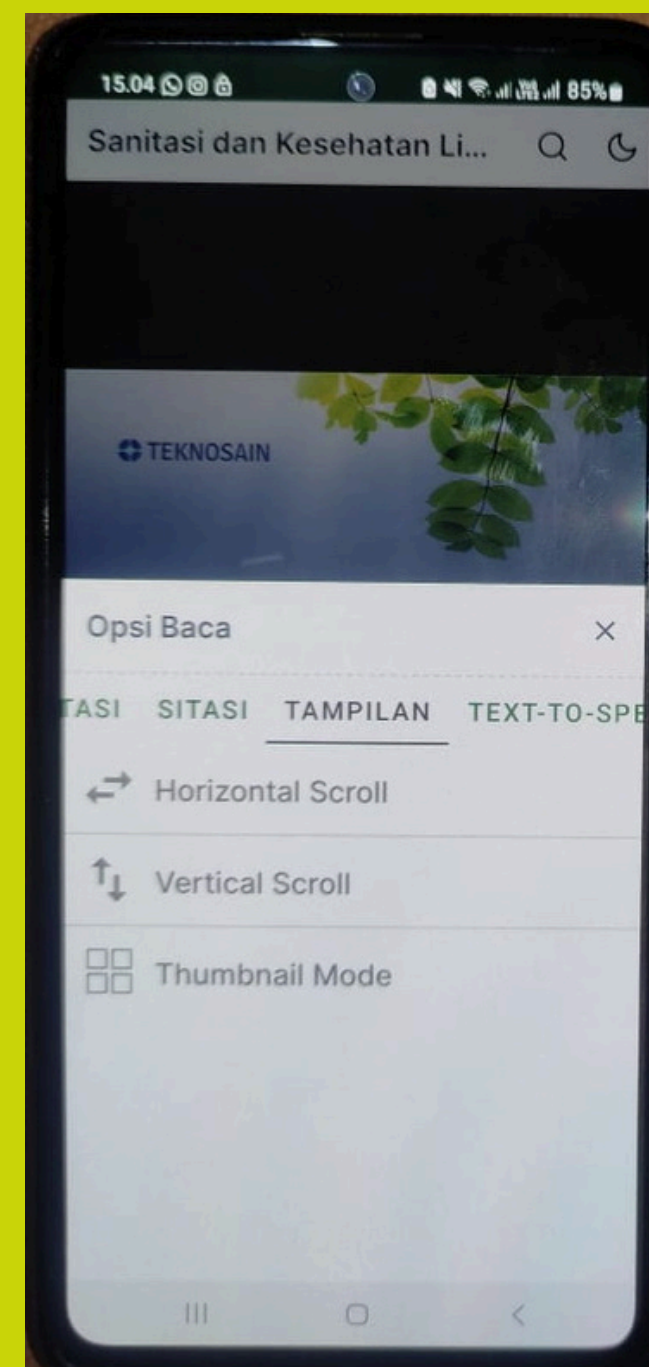 15.04 85%
Sanitasi dan Kesehatan Li...
TEKNOSAIN
Opsi Baca
TASI SITASI TAMPILAN TEXT-TO-SPE
Horizontal Scroll
Vertical Scroll
Thumbnail Mode